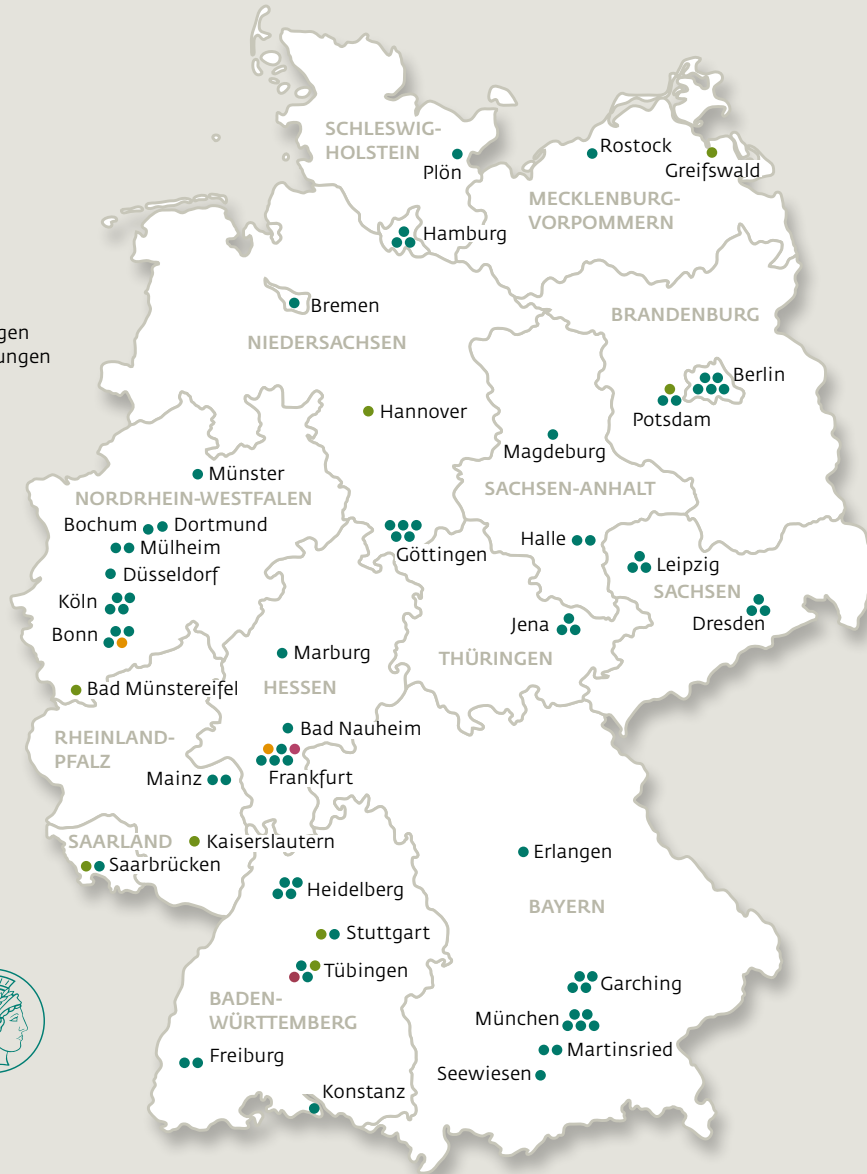 SCHLESWIG-
HOLSTEIN
Plön
Rostock
Greifswald
MECKLENBURG-
VORPOMMERN
Hamburg
Bremen
NIEDERSACHSEN
BRANDENBURG
Berlin
Potsdam
Hannover
Magdeburg
SACHSEN-ANHALT
Münster
NORDRHEIN-WESTFALEN
Bochum
Dortmund
Mülheim
Düsseldorf
Köln
Bonn
Bad Münstereifel
Göttingen
Halle
Leipzig
SACHSEN
Dresden
Jena
THÜRINGEN
Marburg
HESSEN
Bad Nauheim
Frankfurt
RHEINLAND-
PFALZ
Mainz
SAARLAND
Kaiserslautern
Saarbrücken
Heidelberg
Stuttgart
Tübingen
BADEN-
WÜRTTEMBERG
Freiburg
Konstanz
Erlangen
BAYERN
Garching
München
Martinsried
Seewiesen
gen
ungen